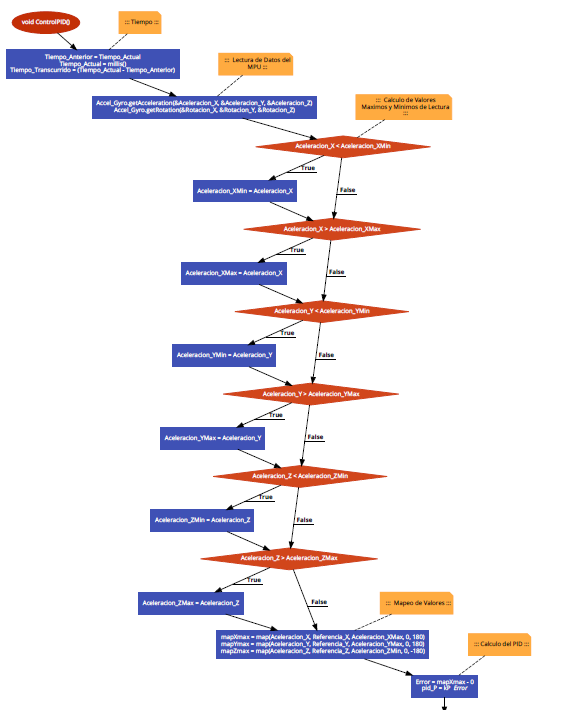 void ControlPID()
::: Tiempo :::
Tiempo_Anterior = Tiempo_Actual
Tiempo_Actual = millis()
Tiempo_Transcurrido = (Tiempo_Actual - Tiempo_Anterior)
::: Lectura de Datos del
MPU :::
Accel_Gyro.getAcceleration(&Aceleracion_X, &Aceleracion_Y, &Aceleracion_Z)
Accel_Gyro.getRotation(&Rotacion_X, &Rotacion_Y, &Rotacion_Z)
::: Calculo de Valores
Maximos y Minimos de Lectura
:::
Aceleracion_X < Aceleracion_XMin
True
False
Aceleracion_XMin = Aceleracion_X
Aceleracion_X > Aceleracion_XMax
True
False
Aceleracion_XMax = Aceleracion_X
Aceleracion_Y < Aceleracion_YMin
True
False
Aceleracion_YMin = Aceleracion_Y
Aceleracion_Y > Aceleracion_YMax
True
False
Aceleracion_YMax = Aceleracion_Y
Aceleracion_Z < Aceleracion_ZMin
True
False
Aceleracion_ZMin = Aceleracion_Z
Aceleracion_Z > Aceleracion_ZMax
True
False
Aceleracion_ZMax = Aceleracion_Z
::: Mapeo de Valores :::
mapXmax = map(Aceleracion_X, Referencia_X, Aceleracion_XMax, 0, 180)
mapYmax = map(Aceleracion_Y, Referencia_Y, Aceleracion_YMax, 0, 180)
mapZmax = map(Aceleracion_Z, Referencia_Z, Aceleracion_ZMin, 0, -180)
::: Calculo del PID :::
Error = mapXmax - 0
pid_P = kP Error